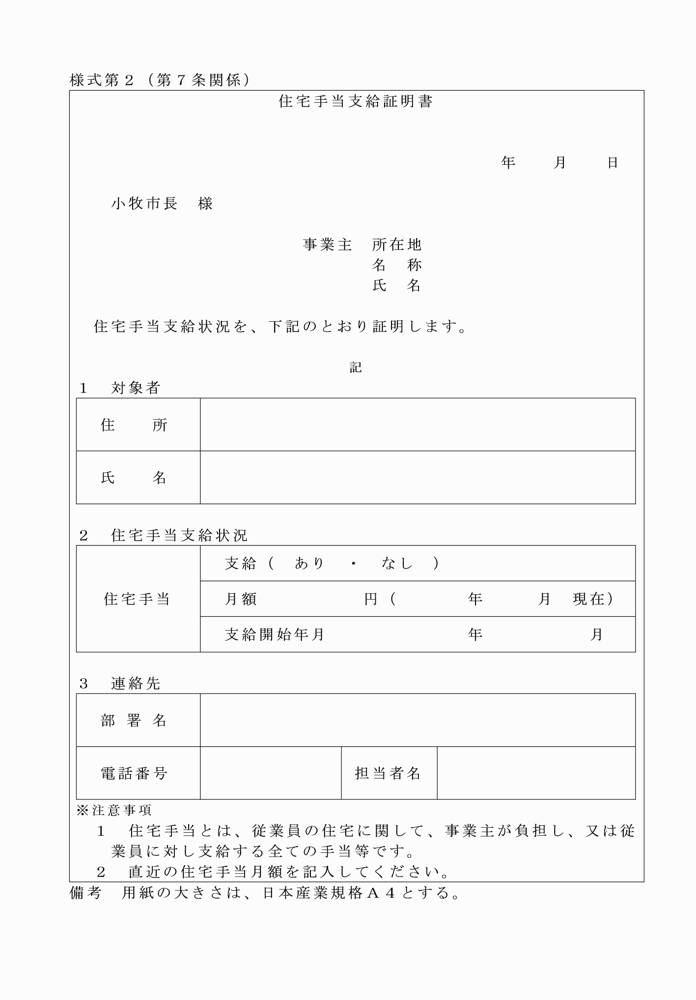 様式第２（第７条関係）
住宅手当支給証明書
年　　月　　日
小牧市長　様
事業主　所在地
名　称
氏　名
住宅手当支給状況を、下記のとおり証明します。
記
１　対象者
住　　所
氏　　名
２　住宅手当支給状況
支給（　あり　・　なし　）
住宅手当
月額　　　　　　円（　　　　年　　　月　現在）
支給開始年月　　　　　　　　年　　　　　　月
３　連絡先
部 署 名
電話番号　担当者名
※注意事項
１　住宅手当とは、従業員の住宅に関して、事業主が負担し、又は従
業員に対し支給する全ての手当等です。
２　直近の住宅手当月額を記入してください。
備考　用紙の大きさは、日本産業規格Ａ４とする。